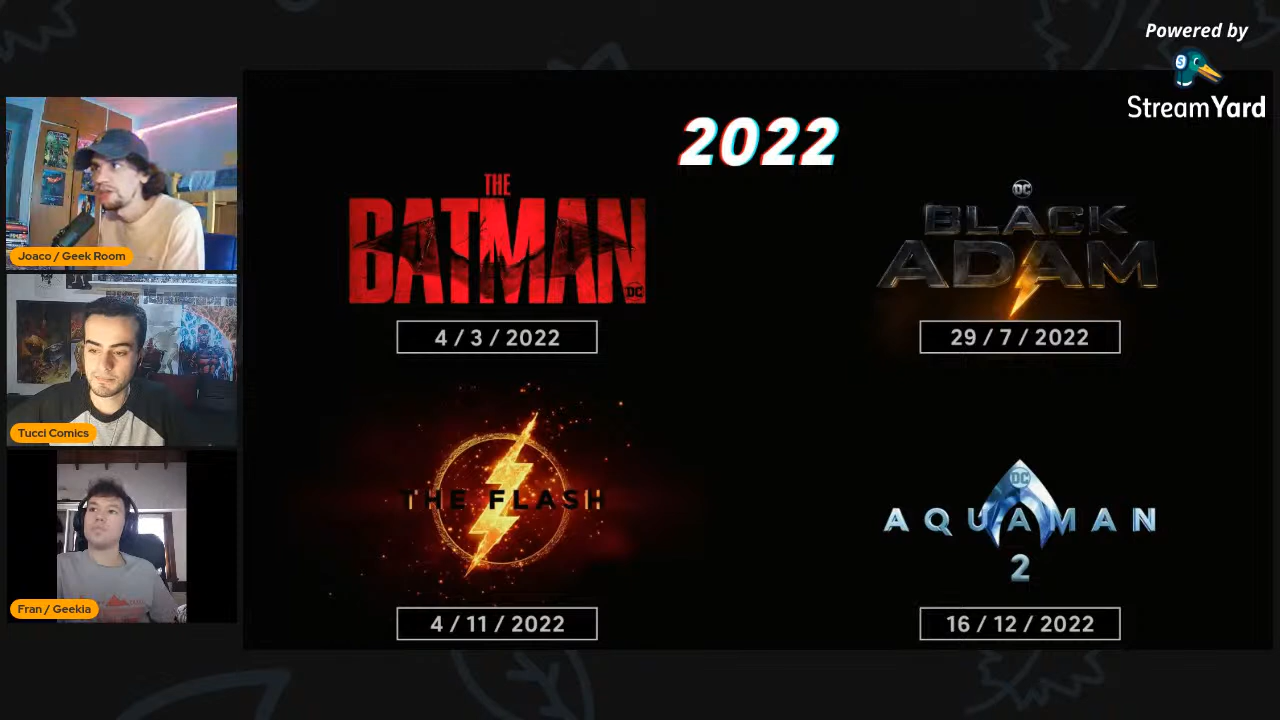 Powered by
StreamYard
2022
THE
BATMAN
DC
4 / 3 / 2022
DC
BLACK
ADAM
29 / 7 / 2022
THE FLASH
4 / 11 / 2022
DC
AQUAMAN
2
16 / 12 / 2022
Joaco / Geek Room
Tucci Comics
Fran / Geekia